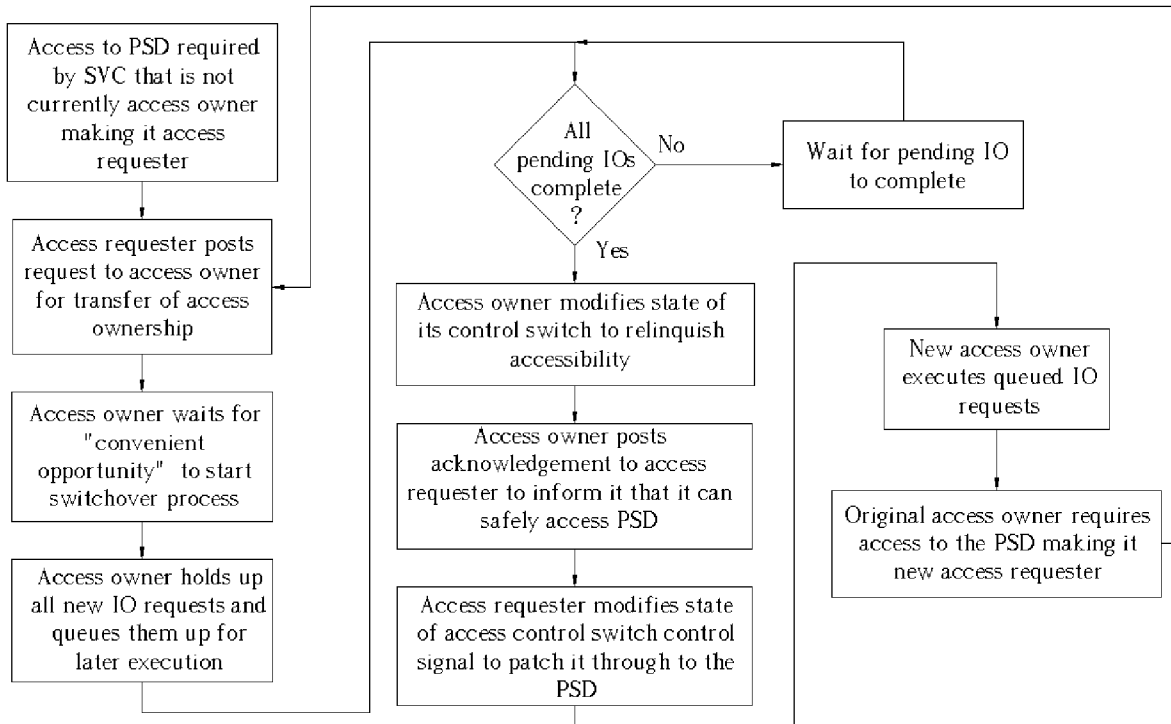 Access to PSD required
by SVC that is not
currently access owner
making it access
requester
Access requester posts
request to access owner
for transfer of access
ownership
Access owner waits for
"convenient
opportunity" to start
switchover process
Access owner holds up
all new IO requests and
queues them up for
later execution
All
pending IOs
complete
?
No
Wait for pending IO
to complete
Yes
Access owner modifies state of
its control switch to relinquish
accessibility
Access owner posts
acknowledgement to access
requester to inform it that it can
safely access PSD
Access requester modifies state
of access control switch control
signal to patch it through to the
PSD
New access owner
executes queued IO
requests
Original access owner requires
access to the PSD making it
new access requester